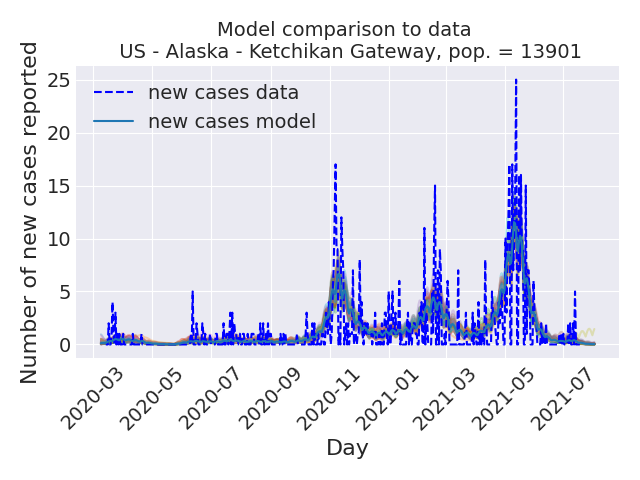 Model comparison to data
US - Alaska - Ketchikan Gateway, pop. = 13901
Number of new cases reported
25
20
15
10
5
0
new cases data
new cases model
2020-03
2020-05
2020-07
2020-09
2020-11
2021-01
2021-03
2021-05
2021-07
Day